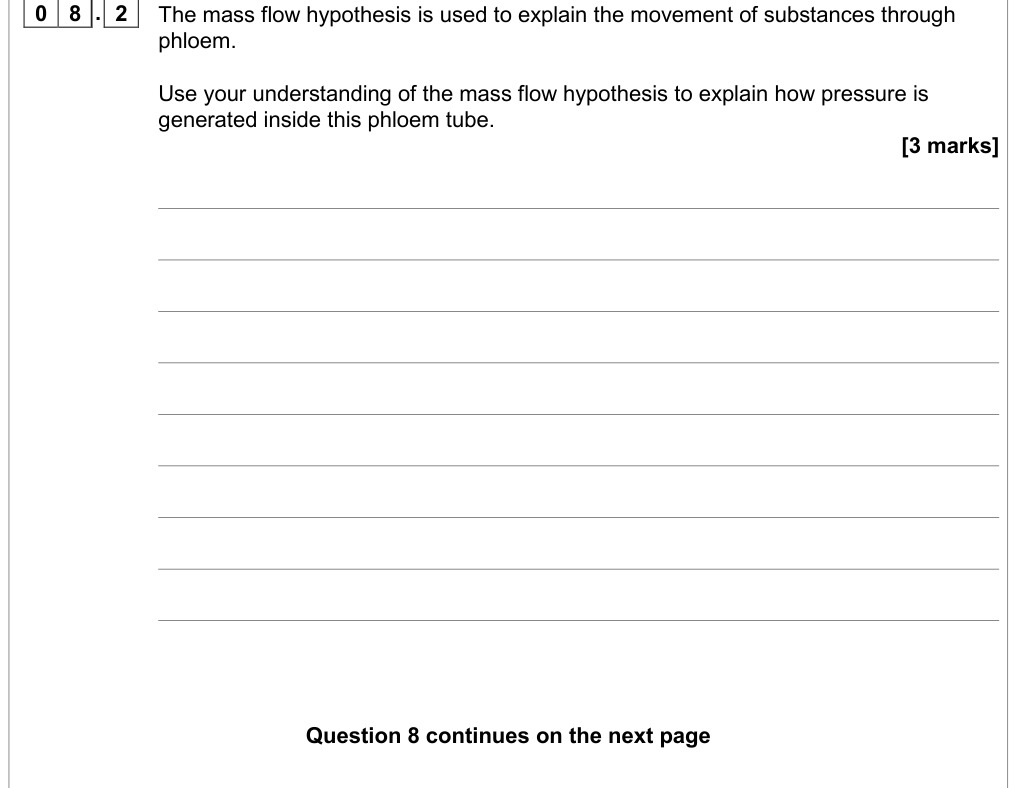 08.2 The mass flow hypothesis is used to explain the movement of substances through
phloem.
Use your understanding of the mass flow hypothesis to explain how pressure is
generated inside this phloem tube.
[3 marks]
Question 8 continues on the next page